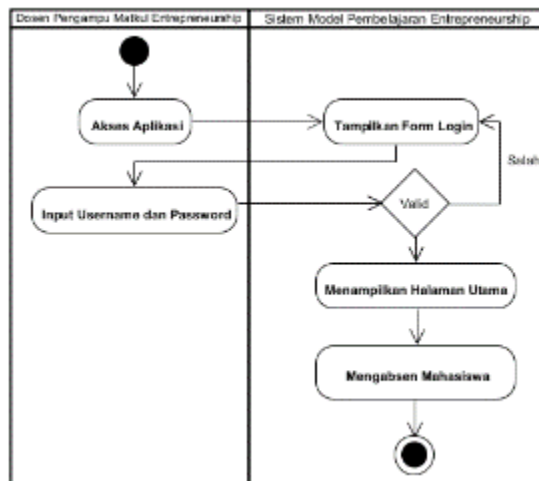 Dosen Pengampu Matkul Entrepreneurship
Sistem Model Pembelajaran Entrepreneurship
Akses Aplikasi
Tampilkan Form Login
Salah
Input Username dan Password
Valid
Menampilkan Halaman Utama
Mengabsen Mahasiswa